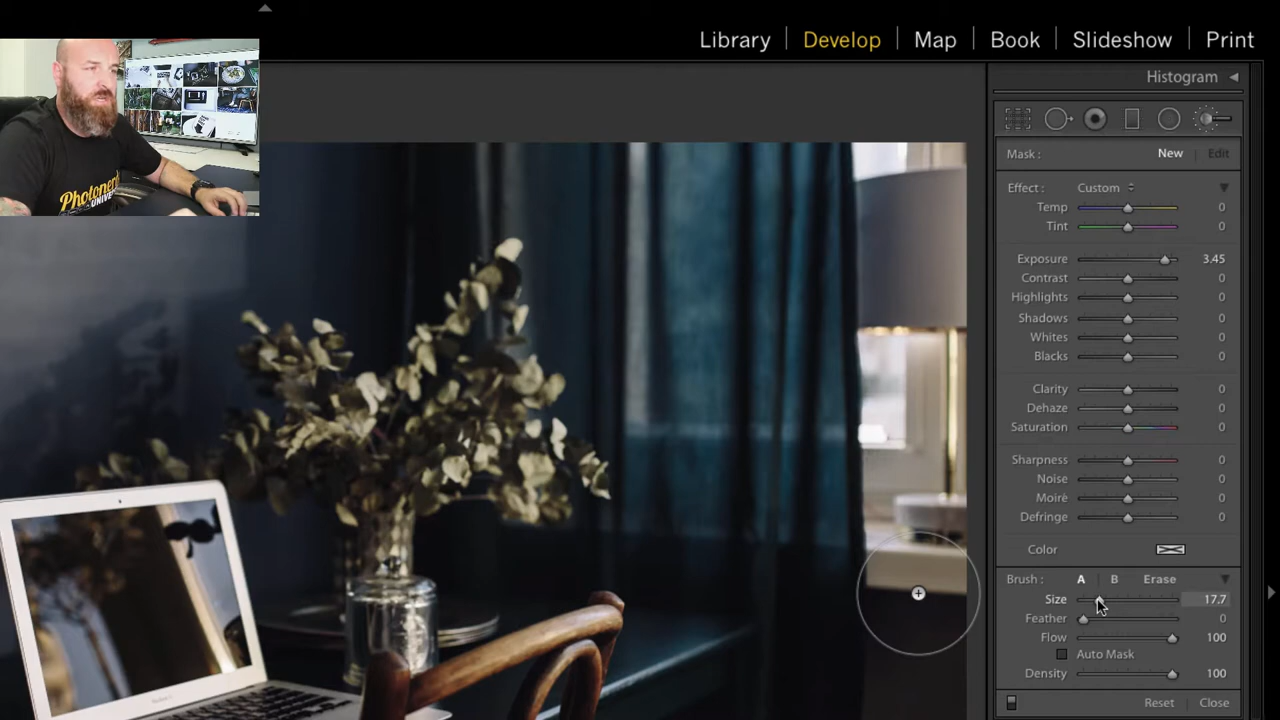 Library | Develop | Map | Book | Slideshow | Print
Histogram
Mask : New | Edit
Effect : Custom
Temp 0
Tint 0
Exposure 3.45
Contrast 0
Highlights 0
Shadows 0
Whites 0
Blacks 0
Clarity 0
Dehaze 0
Saturation 0
Sharpness 0
Noise 0
Moiré 0
Defringe 0
Color
Brush : A | B Erase
Size 17.7
Feather 0
Flow 100
Auto Mask
Density 100
Reset Close
Photonerds
UNIVE